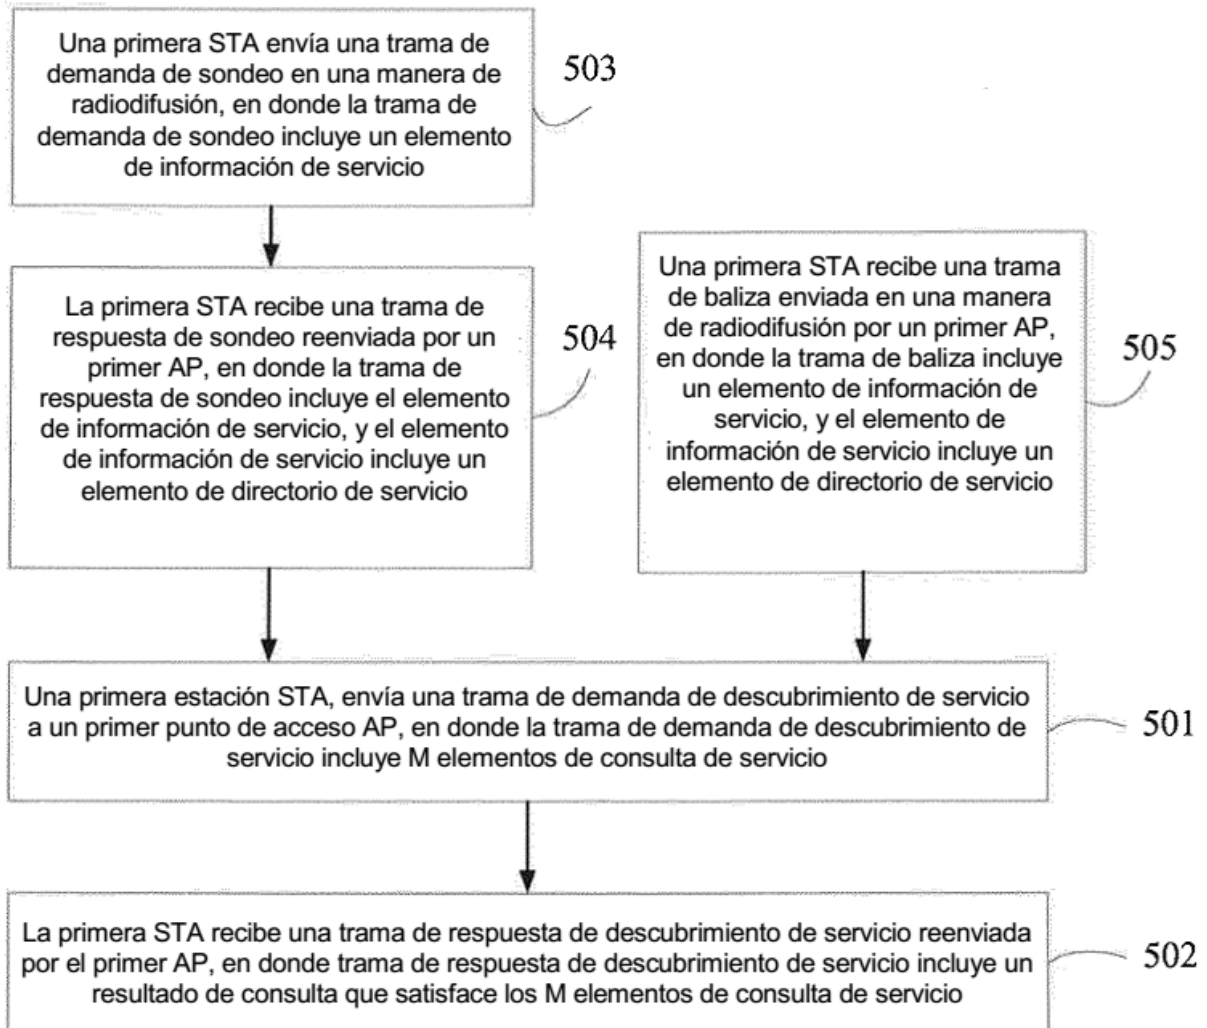 Una primera STA envía una trama de
demanda de sondeo en una manera de
radiodifusión, en donde la trama de
demanda de sondeo incluye un elemento
de información de servicio
503
La primera STA recibe una trama de
respuesta de sondeo reenviada por un
primer AP, en donde la trama de
respuesta de sondeo incluye el elemento
de información de servicio, y el elemento
de información de servicio incluye un
elemento de directorio de servicio
504
Una primera STA recibe una trama
de baliza enviada en una manera
de radiodifusión por un primer AP,
en donde la trama de baliza incluye
un elemento de información de
servicio, y el elemento de
información de servicio incluye un
elemento de directorio de servicio
505
Una primera estación STA, envía una trama de demanda de descubrimiento de servicio
a un primer punto de acceso AP, en donde la trama de demanda de descubrimiento de
servicio incluye M elementos de consulta de servicio
501
La primera STA recibe una trama de respuesta de descubrimiento de servicio reenviada
por el primer AP, en donde trama de respuesta de descubrimiento de servicio incluye un
resultado de consulta que satisface los M elementos de consulta de servicio
502